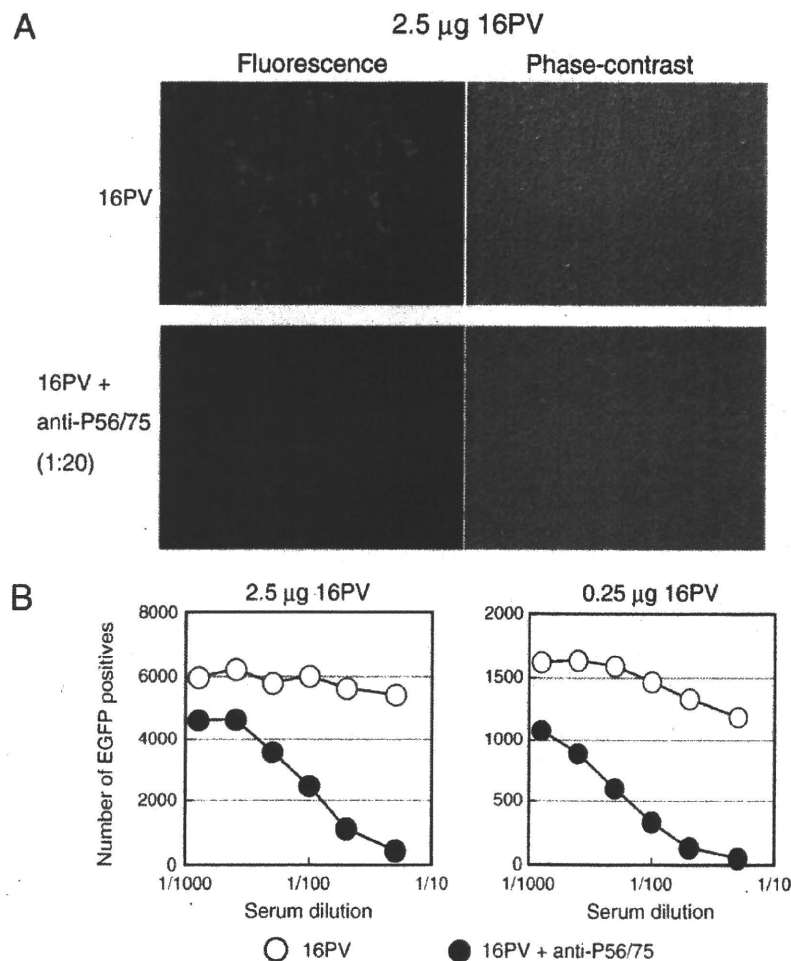 A
2.5 μg 16PV
Fluorescence Phase-contrast
16PV
16PV +
anti-P56/75
(1:20)
B
2.5 μg 16PV 0.25 μg 16PV
Number of EGFP positives
8000
6000
4000
2000
0
2000
1500
1000
500
0
1/1000 1/100 1/10 1/1000 1/100 1/10
Serum dilution Serum dilution
16PV 16PV + anti-P56/75